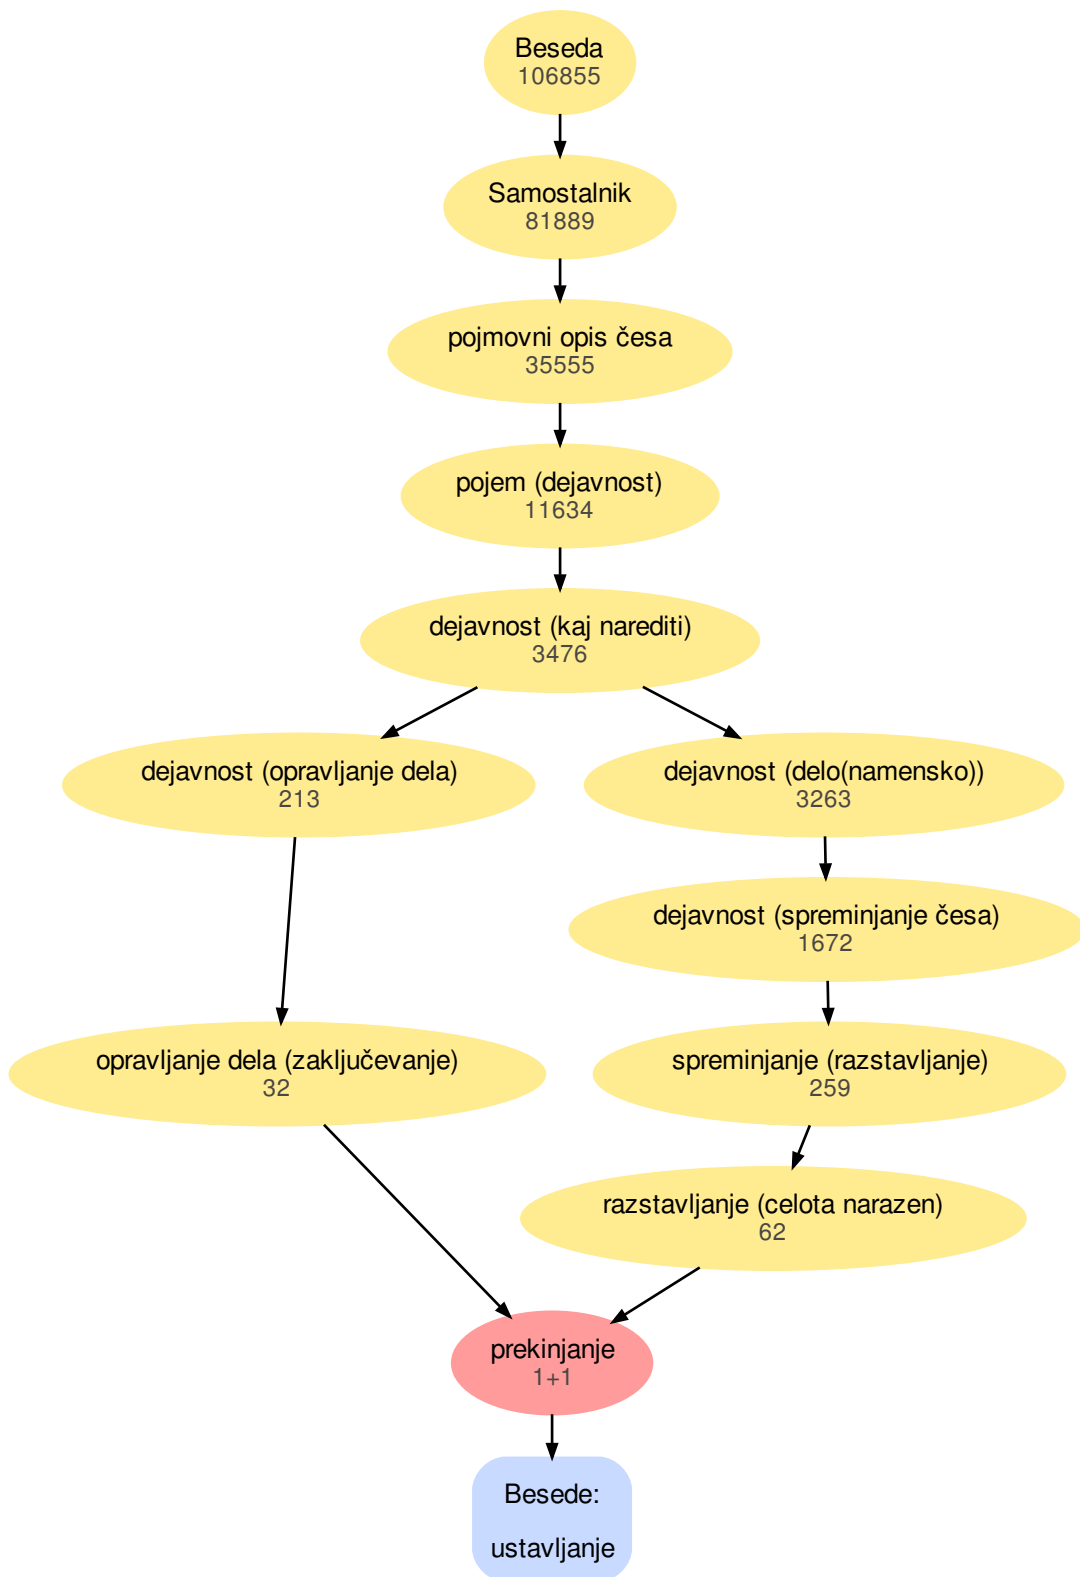 Beseda
106855
Samostalnik
81889
pojmovni opis česa
35555
pojem (dejavnost)
11634
dejavnost (kaj narediti)
3476
dejavnost (opravljanje dela)
213
dejavnost (delo(namensko))
3263
dejavnost (spreminjanje česa)
1672
opravljanje dela (zaključevanje)
32
spreminjanje (razstavljanje)
259
razstavljanje (celota narazen)
62
prekinjanje
1+1
Besede:
ustavljanje